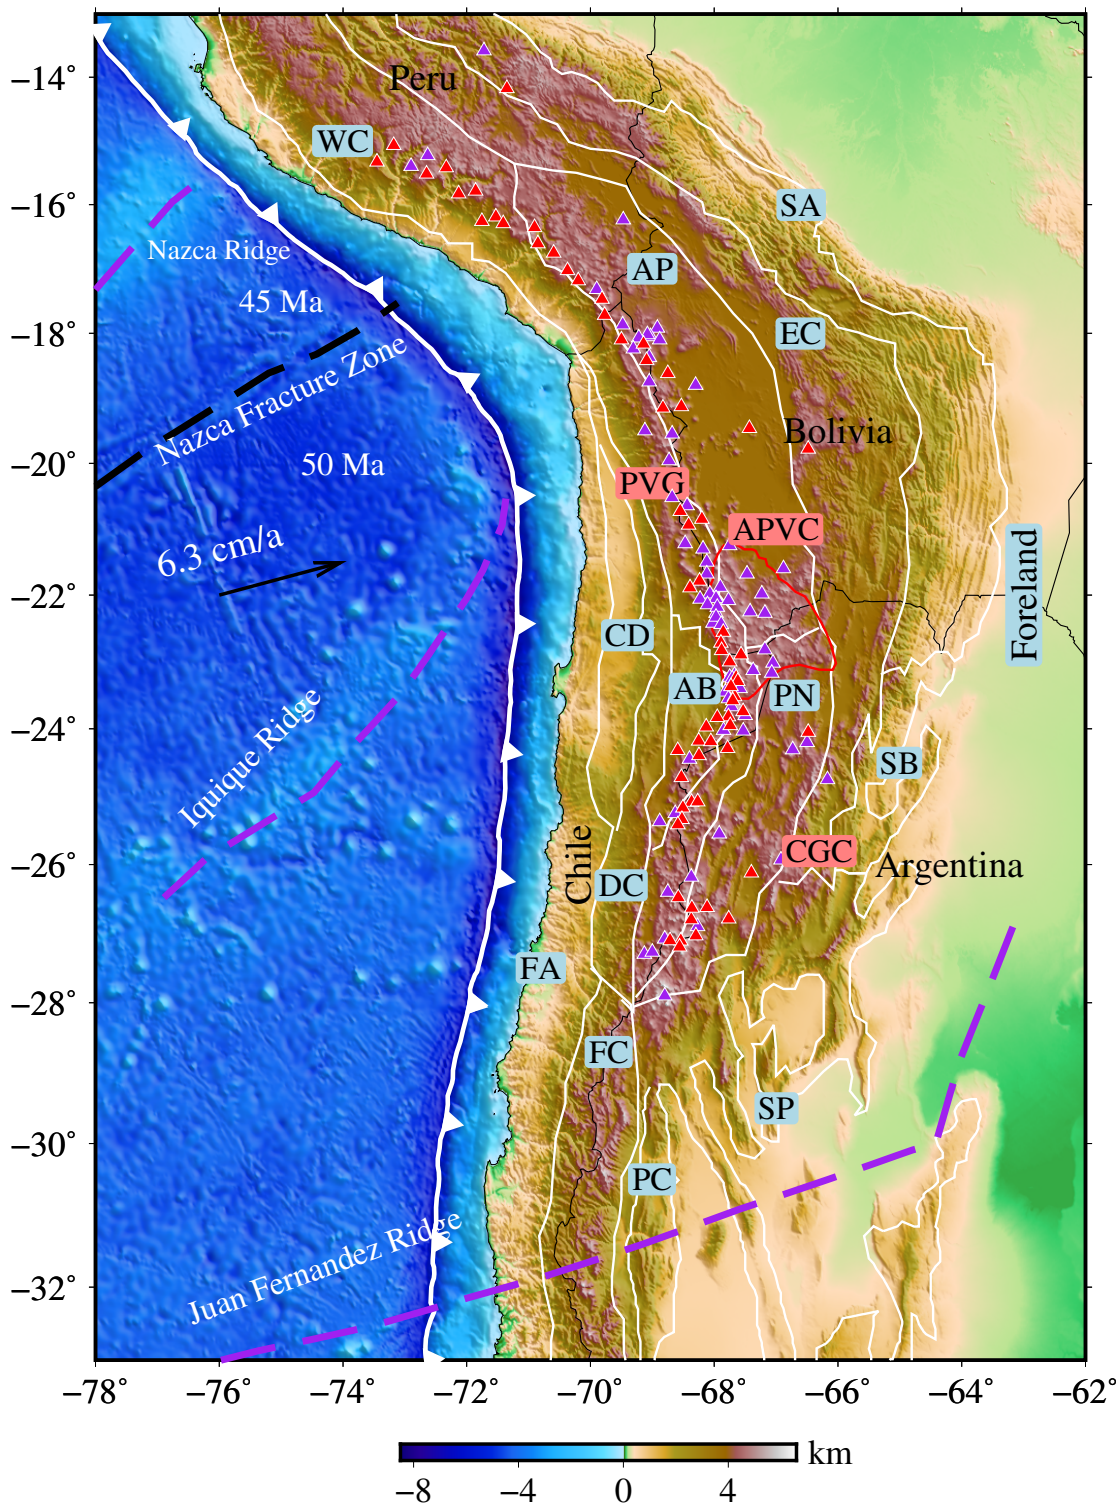 −14°
−16°
−18°
−20°
−22°
−24°
−26°
−28°
−30°
−32°
Peru
WC
SA
Nazca Ridge
AP
45 Ma
EC
Nazca Fracture Zone
Bolivia
50 Ma
PVG
APVC
6.3 cm/a
Foreland
CD
AB
PN
Iquique Ridge
SB
Chile
CGC
Argentina
DC
FA
FC
SP
PC
Juan Fernandez Ridge
−78° −76° −74° −72° −70° −68° −66° −64° −62°
km
−8 −4 0 4